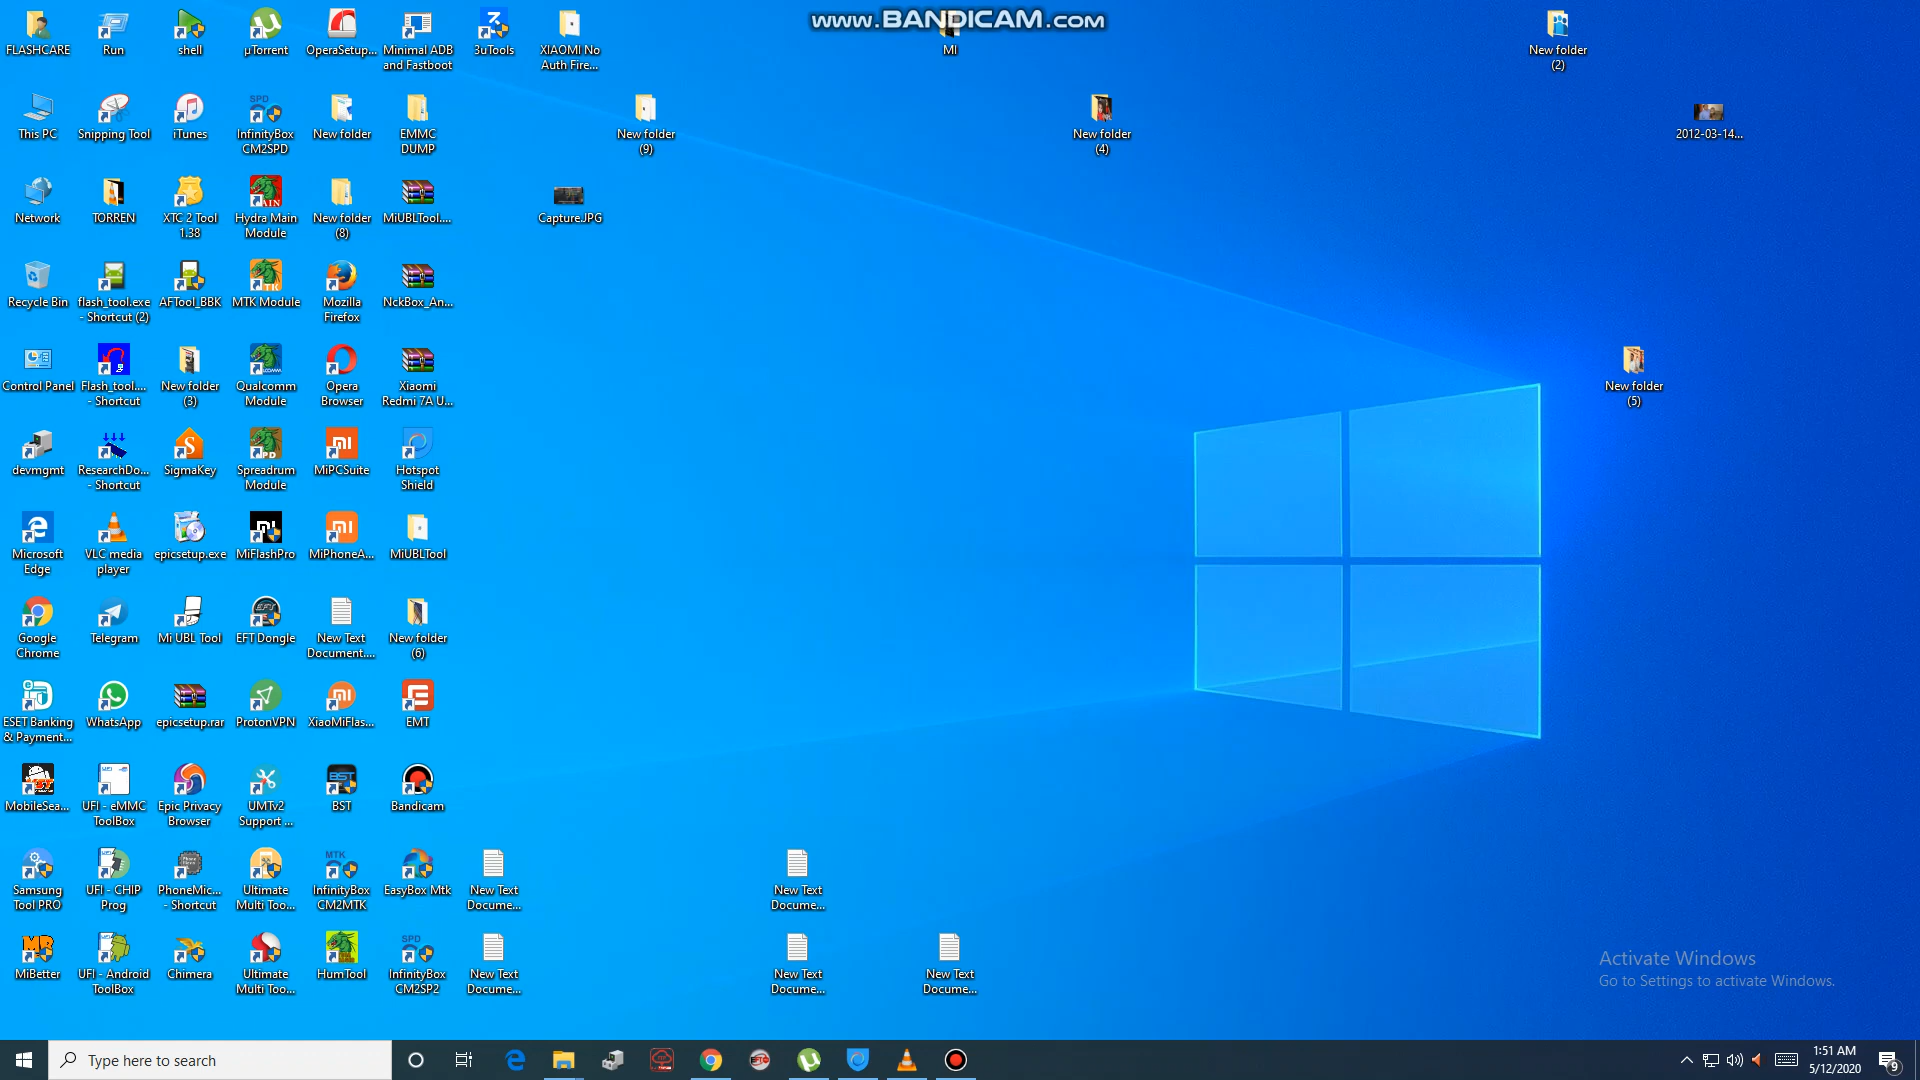 www.BANDICAM.com
FLASHCARE
Run
shell
µTorrent
OperaSetup...
Minimal ADB
and Fastboot
3uTools
XIAOMI No
Auth Fire...
MI
New folder
(2)
This PC
Snipping Tool
iTunes
SPD
InfinityBox
CM2SPD
New folder
EMMC
DUMP
New folder
(9)
New folder
(4)
2012-03-14...
Network
TORREN
XTC 2 Tool
1.38
Hydra Main
Module
New folder
(8)
MiUBLTool....
Capture.JPG
Recycle Bin
flash_tool.exe
- Shortcut (2)
AFTool_BBK
MTK Module
Mozilla
Firefox
NckBox_An...
Control Panel
Flash_tool....
- Shortcut
New folder
(3)
Qualcomm
Module
Opera
Browser
Xiaomi
Redmi 7A U...
New folder
(5)
devmgmt
ResearchDo...
- Shortcut
SigmaKey
Spreadrum
Module
MiPCSuite
Hotspot
Shield
Microsoft
Edge
VLC media
player
epicsetup.exe
MiFlashPro
MiPhoneA...
MiUBLTool
Google
Chrome
Telegram
Mi UBL Tool
EFT Dongle
New Text
Document....
New folder
(6)
ESET Banking
& Payment...
WhatsApp
epicsetup.rar
ProtonVPN
XiaoMiFlas...
EMT
MobileSea...
UFI - eMMC
ToolBox
Epic Privacy
Browser
UMTv2
Support ...
BST
Bandicam
Samsung
Tool PRO
UFI - CHIP
Prog
PhoneMic...
- Shortcut
Ultimate
Multi Too...
MTK
InfinityBox
CM2MTK
EasyBox Mtk
New Text
Docume...
New Text
Docume...
MiBetter
UFI - Android
ToolBox
Chimera
Ultimate
Multi Too...
HumTool
SPD
InfinityBox
CM2SP2
New Text
Docume...
New Text
Docume...
New Text
Docume...
Activate Windows
Go to Settings to activate Windows.
Type here to search
1:51 AM
5/12/2020
9